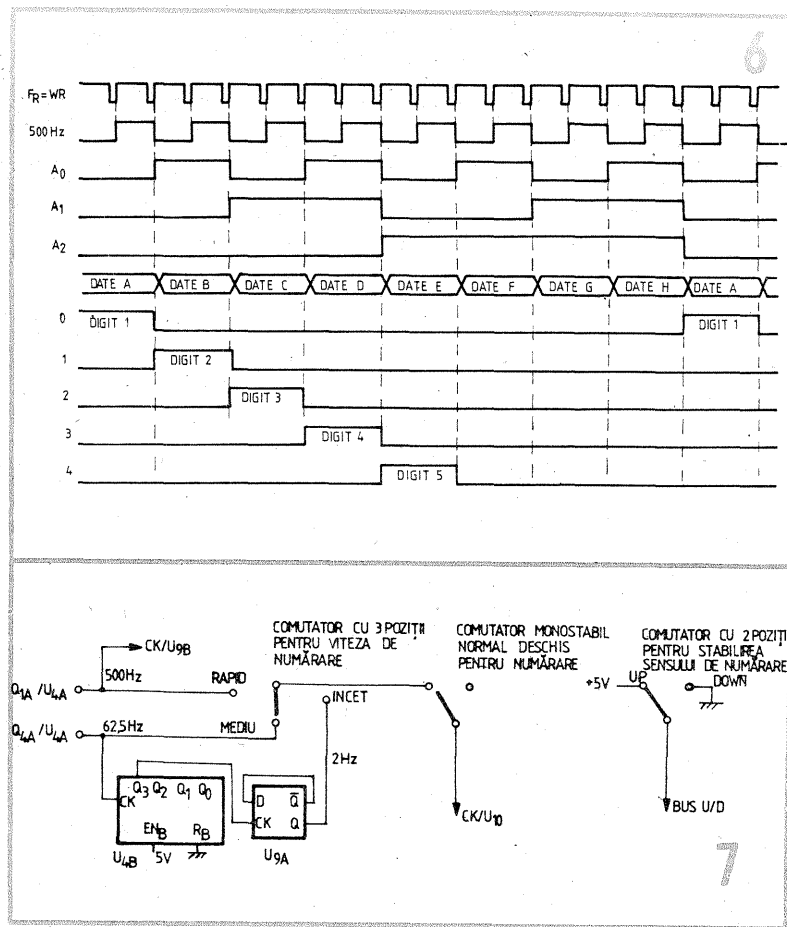 6
FR=WR
500 Hz
A0
A1
A2
DATE A DATE B DATE C DATE D DATE E DATE F DATE G DATE H DATE A
0 DIGIT 1 DIGIT 1
1 DIGIT 2
2 DIGIT 3
3 DIGIT 4
4 DIGIT 5
COMUTATOR CU 3 POZIȚII
PENTRU VITEZA DE
NUMĂRARE
COMUTATOR MONOSTABIL
NORMAL DESCHIS
PENTRU NUMĂRARE
COMUTATOR CU 2 POZIȚII
PENTRU STABILIREA
SENSULUI DE NUMĂRARE
CK/U9B
500Hz
Q1A /U4A
RAPID
INCET
+5V
UP
DOWN
Q4A /U4A
62,5Hz
MEDIU
2Hz
Q3 Q2 Q1 Q0
CK
ENB RB
U4B
5V
D Q̅
CK Q
U9A
CK/U10
BUS U/D
7